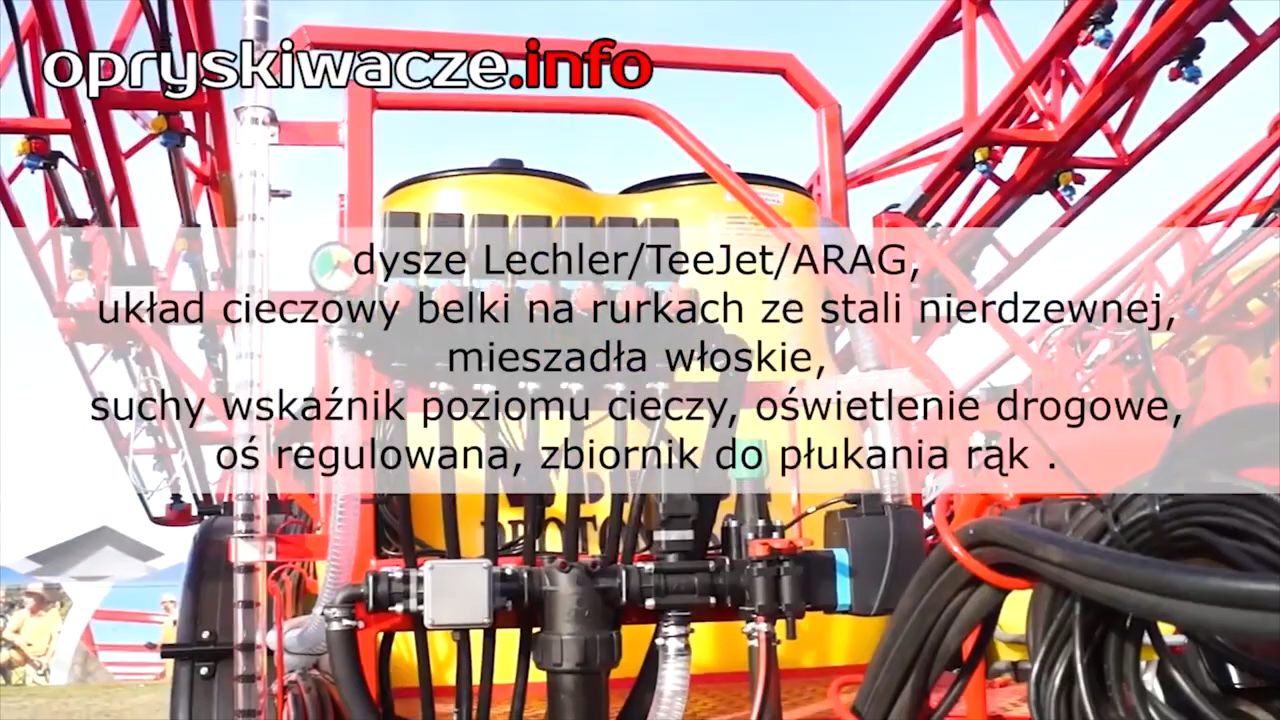 opryskiwacze.info
dysze Lechler/TeeJet/ARAG,
układ cieczowy belki na rurkach ze stali nierdzewnej,
mieszadła włoskie,
suchy wskaźnik poziomu cieczy, oświetlenie drogowe,
oś regulowana, zbiornik do płukania rąk .